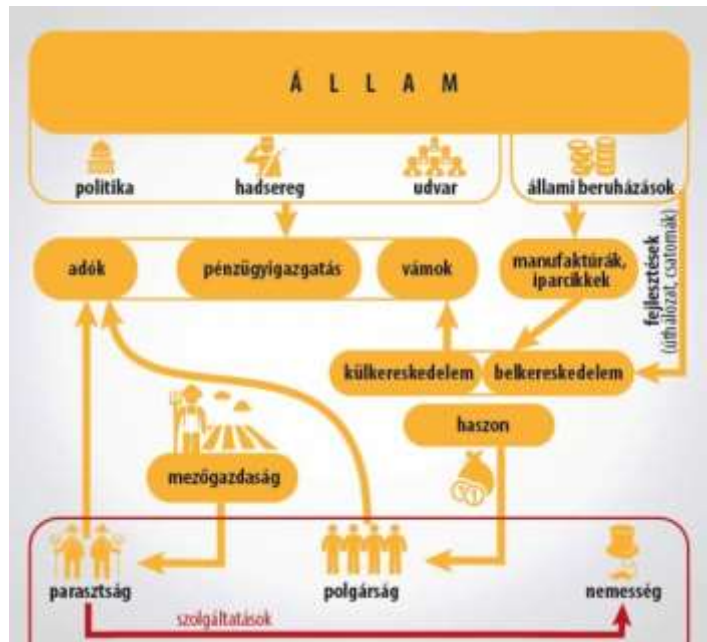 ÁLLAM
politika
hadsereg
udvar
állami beruházások
adók
pénzügyigazgatás
vámok
manufaktúrák,
iparcikkek
fejlesztések
(úthálózat, csatornák)
külkereskedelem
belkereskedelem
haszon
mezőgazdaság
parasztság
polgárság
nemesség
szolgáltatások